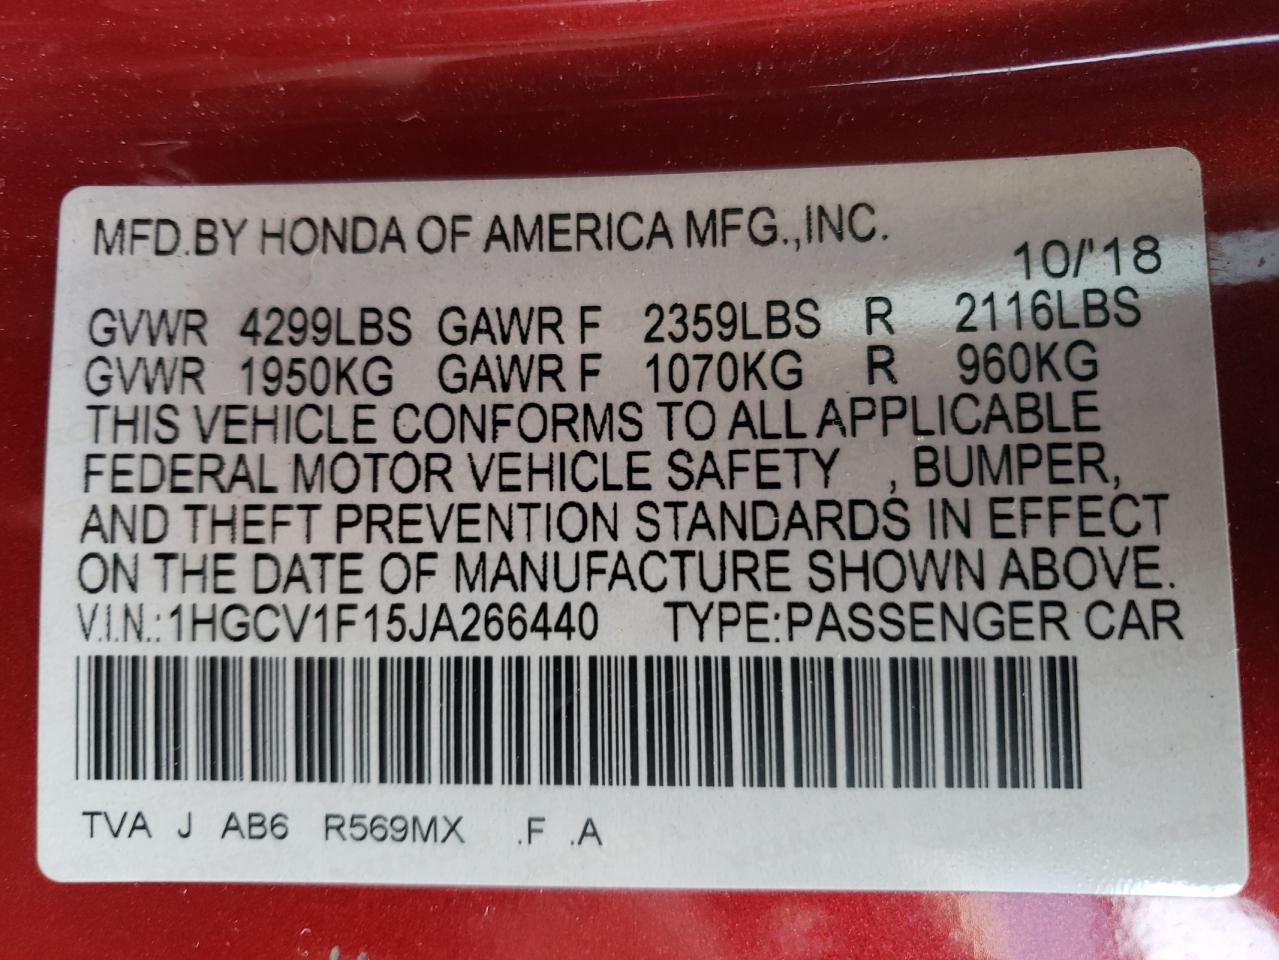 MFD.BY HONDA OF AMERICA MFG.,INC.
10/'18
GVWR 4299LBS GAWR F 2359LBS R 2116LBS
GVWR 1950KG GAWR F 1070KG R 960KG
THIS VEHICLE CONFORMS TO ALL APPLICABLE
FEDERAL MOTOR VEHICLE SAFETY , BUMPER,
AND THEFT PREVENTION STANDARDS IN EFFECT
ON THE DATE OF MANUFACTURE SHOWN ABOVE.
V.I.N.:1HGCV1F15JA266440 TYPE:PASSENGER CAR
TVA J AB6 R569MX .F .A